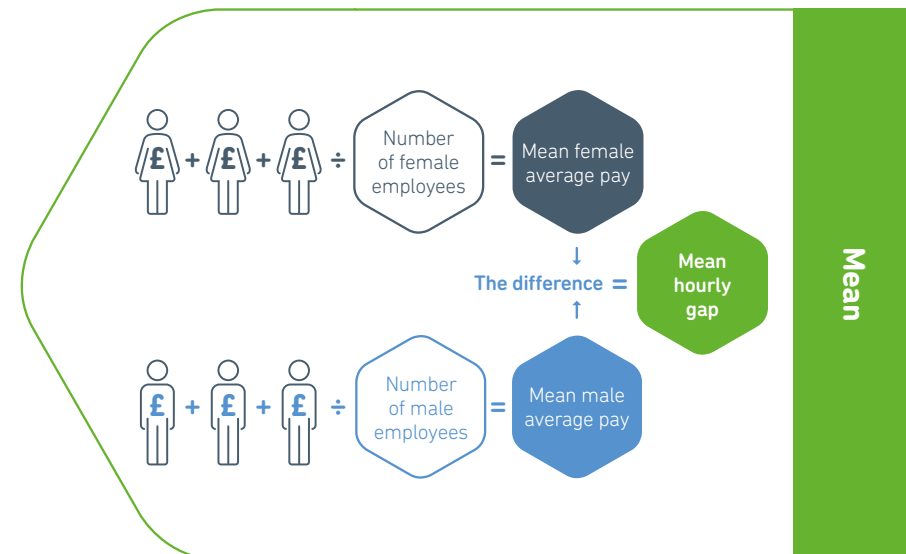 £ + £ + £ ÷
Number
of female
employees
=
Mean female
average pay
The difference =
Mean
hourly
gap
£ + £ + £ ÷
Number
of male
employees
=
Mean male
average pay
Mean